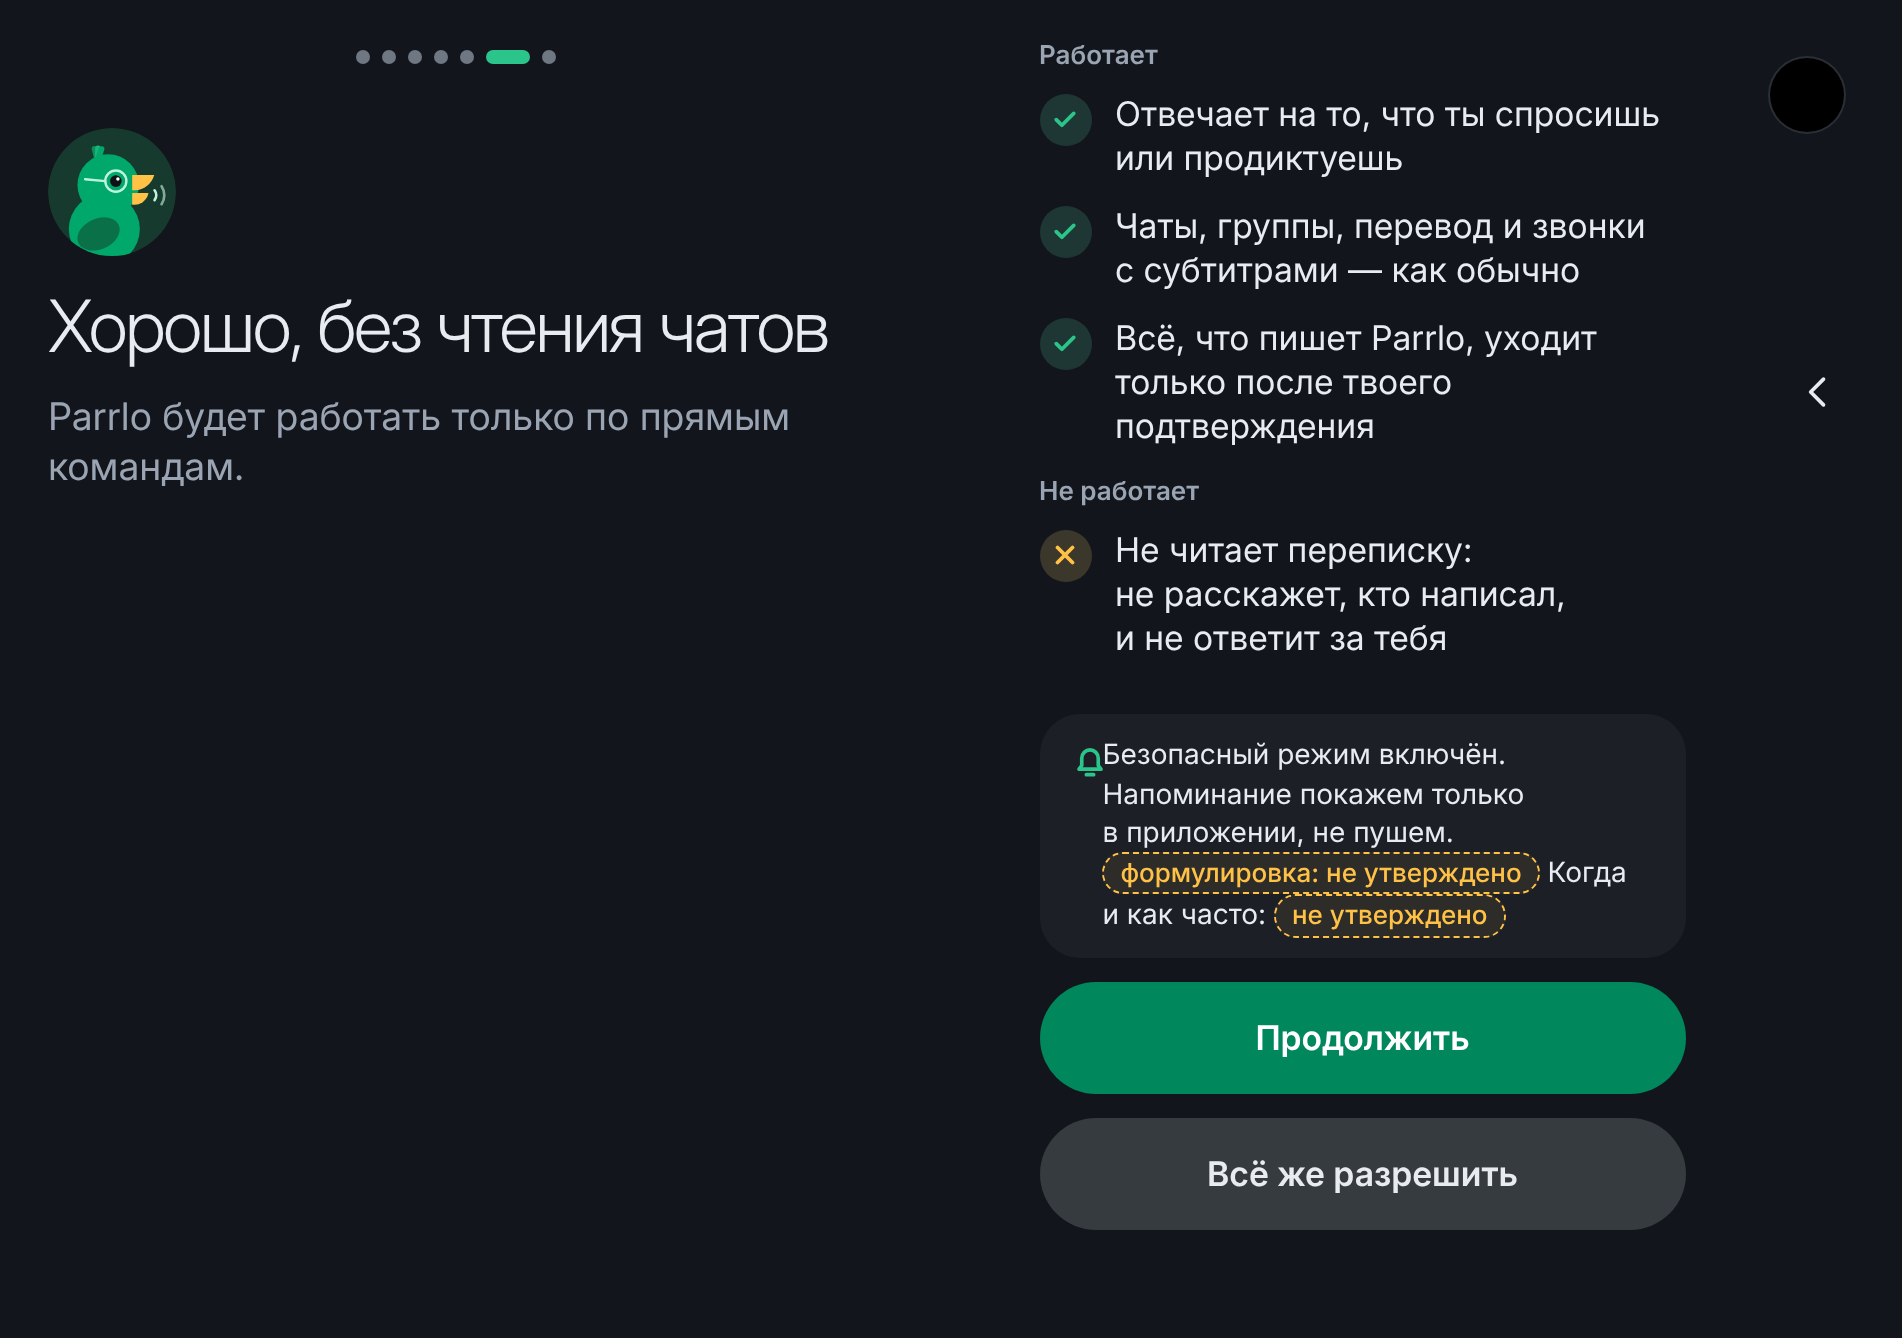 Хорошо, без чтения чатов
Parrlo будет работать только по прямым
командам.
Работает
Отвечает на то, что ты спросишь
или продиктуешь
Чаты, группы, перевод и звонки
с субтитрами — как обычно
Всё, что пишет Parrlo, уходит
только после твоего
подтверждения
Не работает
Не читает переписку:
не расскажет, кто написал,
и не ответит за тебя
Безопасный режим включён.
Напоминание покажем только
в приложении, не пушем.
формулировка: не утверждено Когда
и как часто: не утверждено
Продолжить
Всё же разрешить